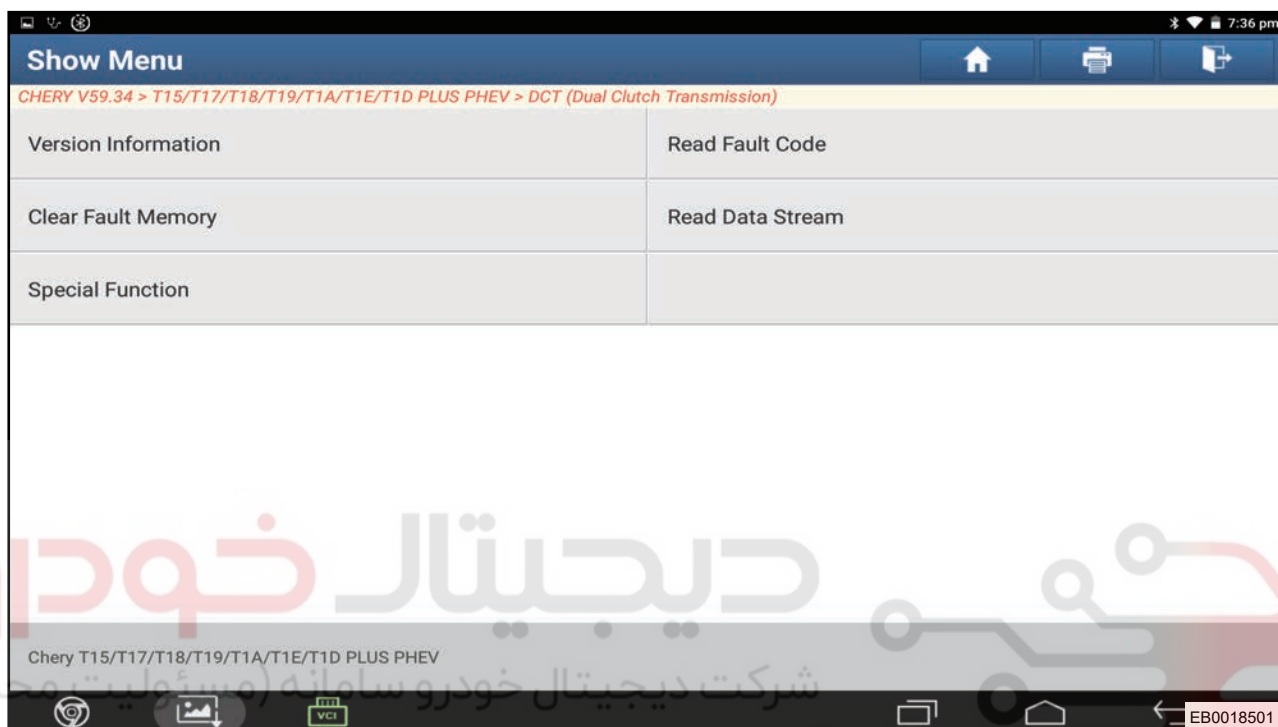 7:36 pm
Show Menu
CHERY V59.34 > T15/T17/T18/T19/T1A/T1E/T1D PLUS PHEV > DCT (Dual Clutch Transmission)
Version Information
Read Fault Code
Clear Fault Memory
Read Data Stream
Special Function
دیجیتال خودرو
Chery T15/T17/T18/T19/T1A/T1E/T1D PLUS PHEV
شرکت دیجیتال خودرو سامانه (مسئولیت
VCI
EB0018501